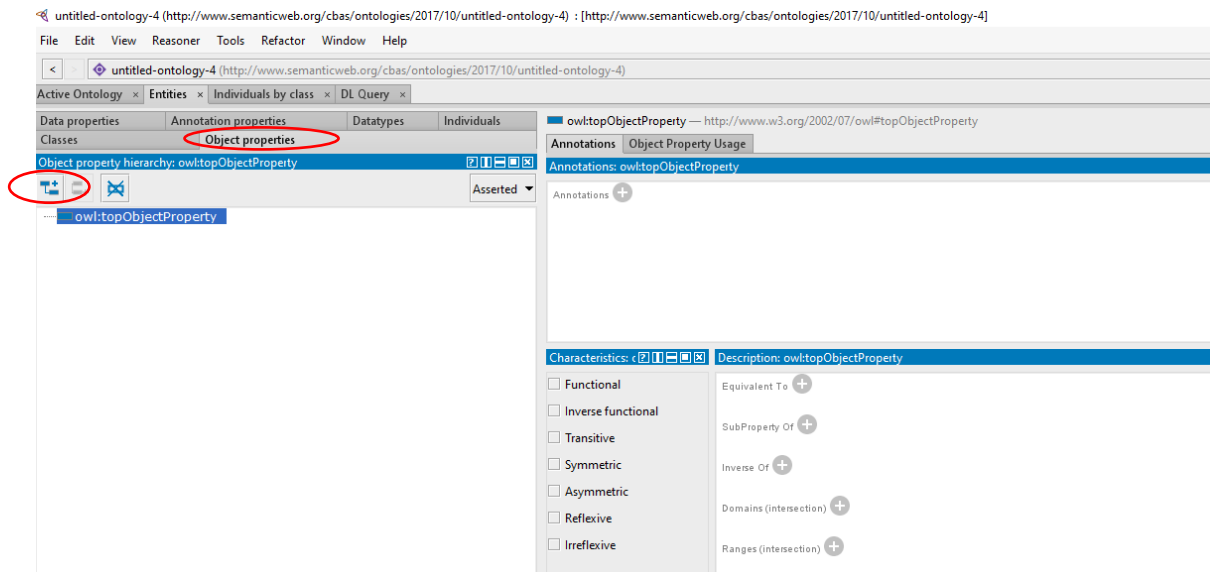 untitled-ontology-4 (http://www.semanticweb.org/cbas/ontologies/2017/10/untitled-ontology-4) : [http://www.semanticweb.org/cbas/ontologies/2017/10/untitled-ontology-4]
File Edit View Reasoner Tools Refactor Window Help
< > untitled-ontology-4 (http://www.semanticweb.org/cbas/ontologies/2017/10/untitled-ontology-4)
Active Ontology × Entities × Individuals by class × DL Query ×
Data properties Annotation properties Datatypes Individuals
Classes Object properties
Object property hierarchy: owl:topObjectProperty
Asserted
owl:topObjectProperty
owl:topObjectProperty — http://www.w3.org/2002/07/owl#topObjectProperty
Annotations Object Property Usage
Annotations: owl:topObjectProperty
Annotations
Characteristics: c
Functional
Inverse functional
Transitive
Symmetric
Asymmetric
Reflexive
Irreflexive
Description: owl:topObjectProperty
Equivalent To
SubProperty Of
Inverse Of
Domains (intersection)
Ranges (intersection)